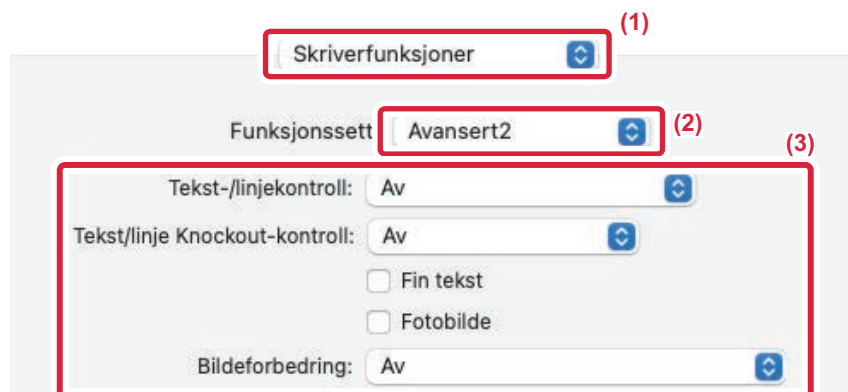 (1)
Skriverfunksjoner
Funksjonssett
Avansert2
(2)
(3)
Tekst-/linjekontroll: Av
Tekst/linje Knockout-kontroll: Av
Fin tekst
Fotobilde
Bildeforbedring: Av